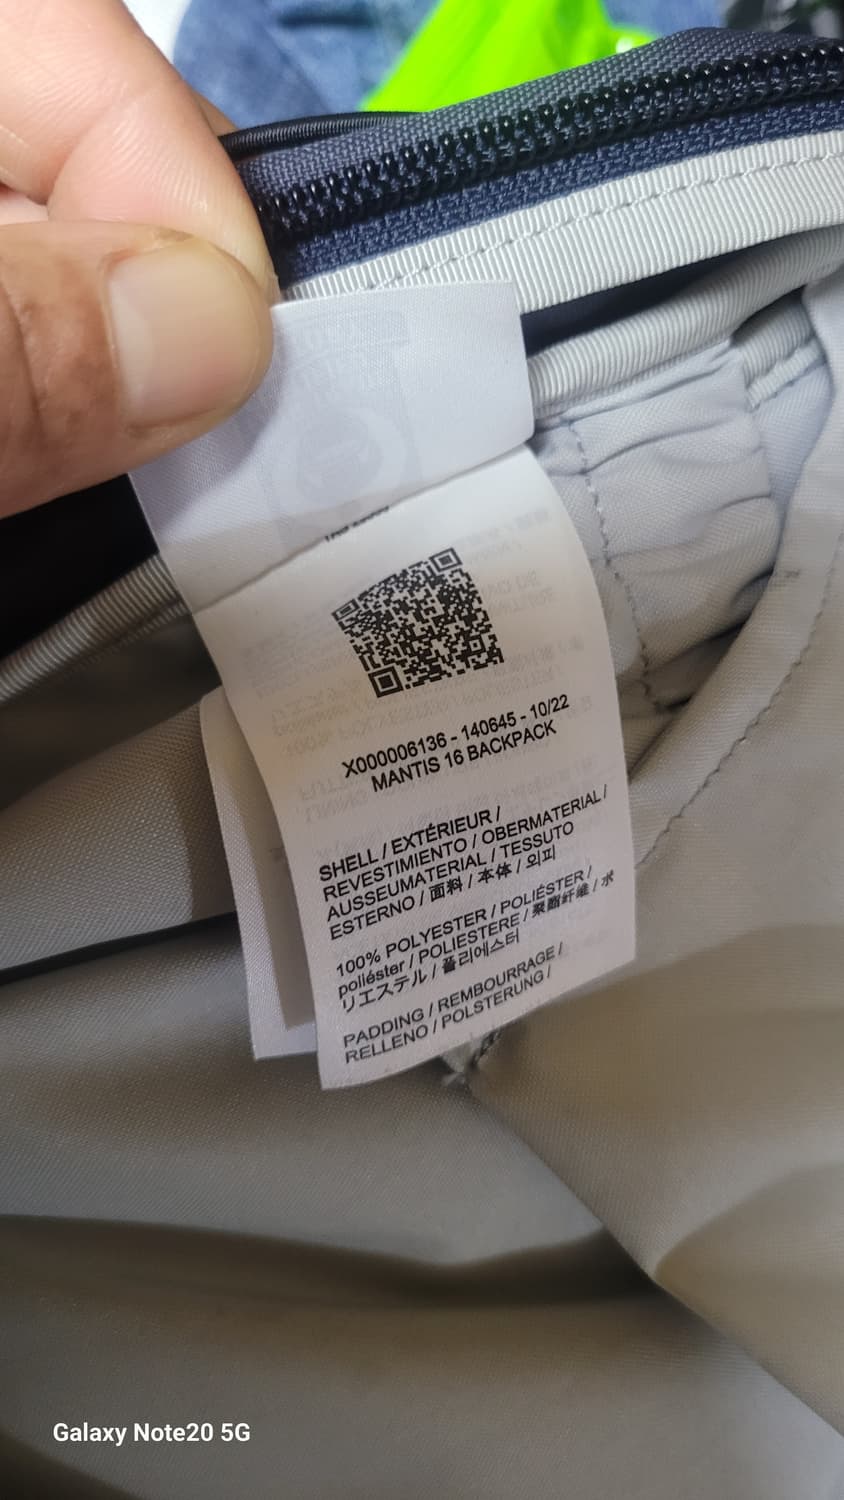 X000006136 - 140645 - 10/22
MANTIS 16 BACKPACK
SHELL / EXTÉRIEUR /
REVESTIMIENTO / OBERMATERIAL /
AUSSEUMATERIAL / TESSUTO
ESTERNO / 面料 / 本体 / 외피
100% POLYESTER / POLIÉSTER /
poliéster / POLIESTERE / 聚酯纤维 / ポ
リエステル / 폴리에스터
PADDING / REMBOURRAGE /
RELLENO / POLSTERUNG /
Galaxy Note20 5G